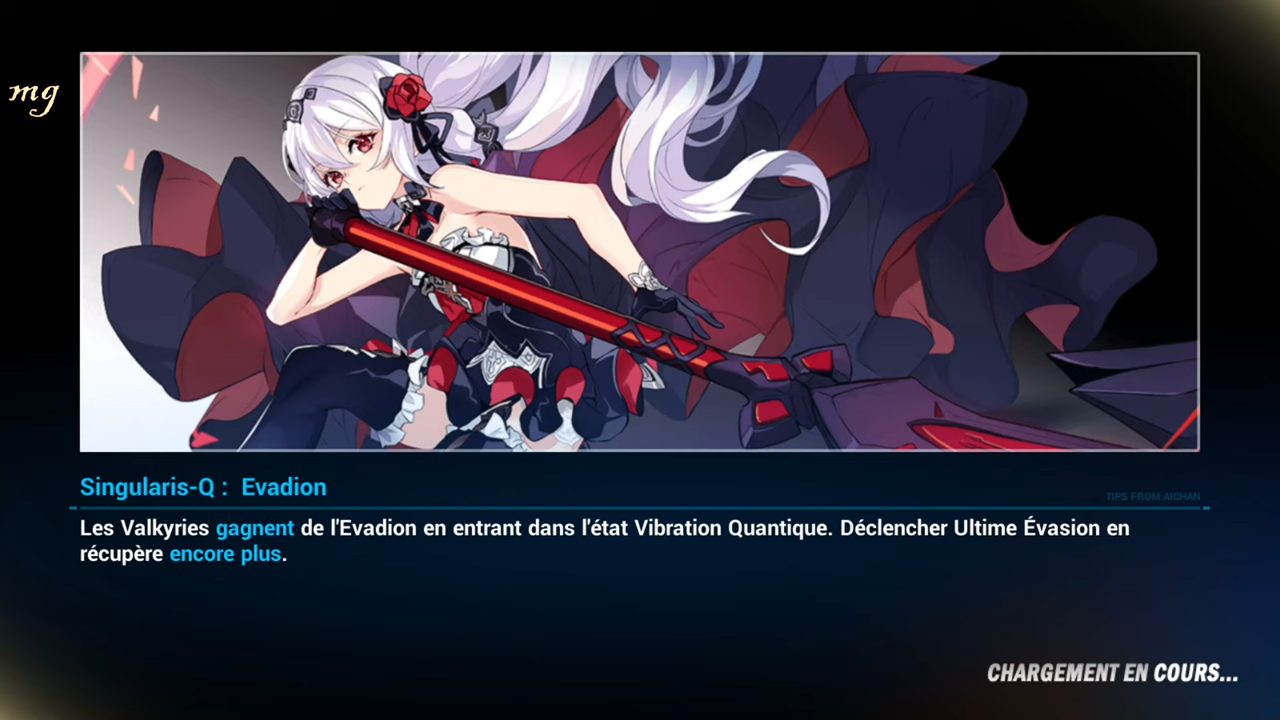 mg
Singularis-Q :  Evadion
TIPS FROM AICHAN
Les Valkyries gagnent de l'Evadion en entrant dans l'état Vibration Quantique. Déclencher Ultime Évasion en
récupère encore plus.
CHARGEMENT EN COURS...